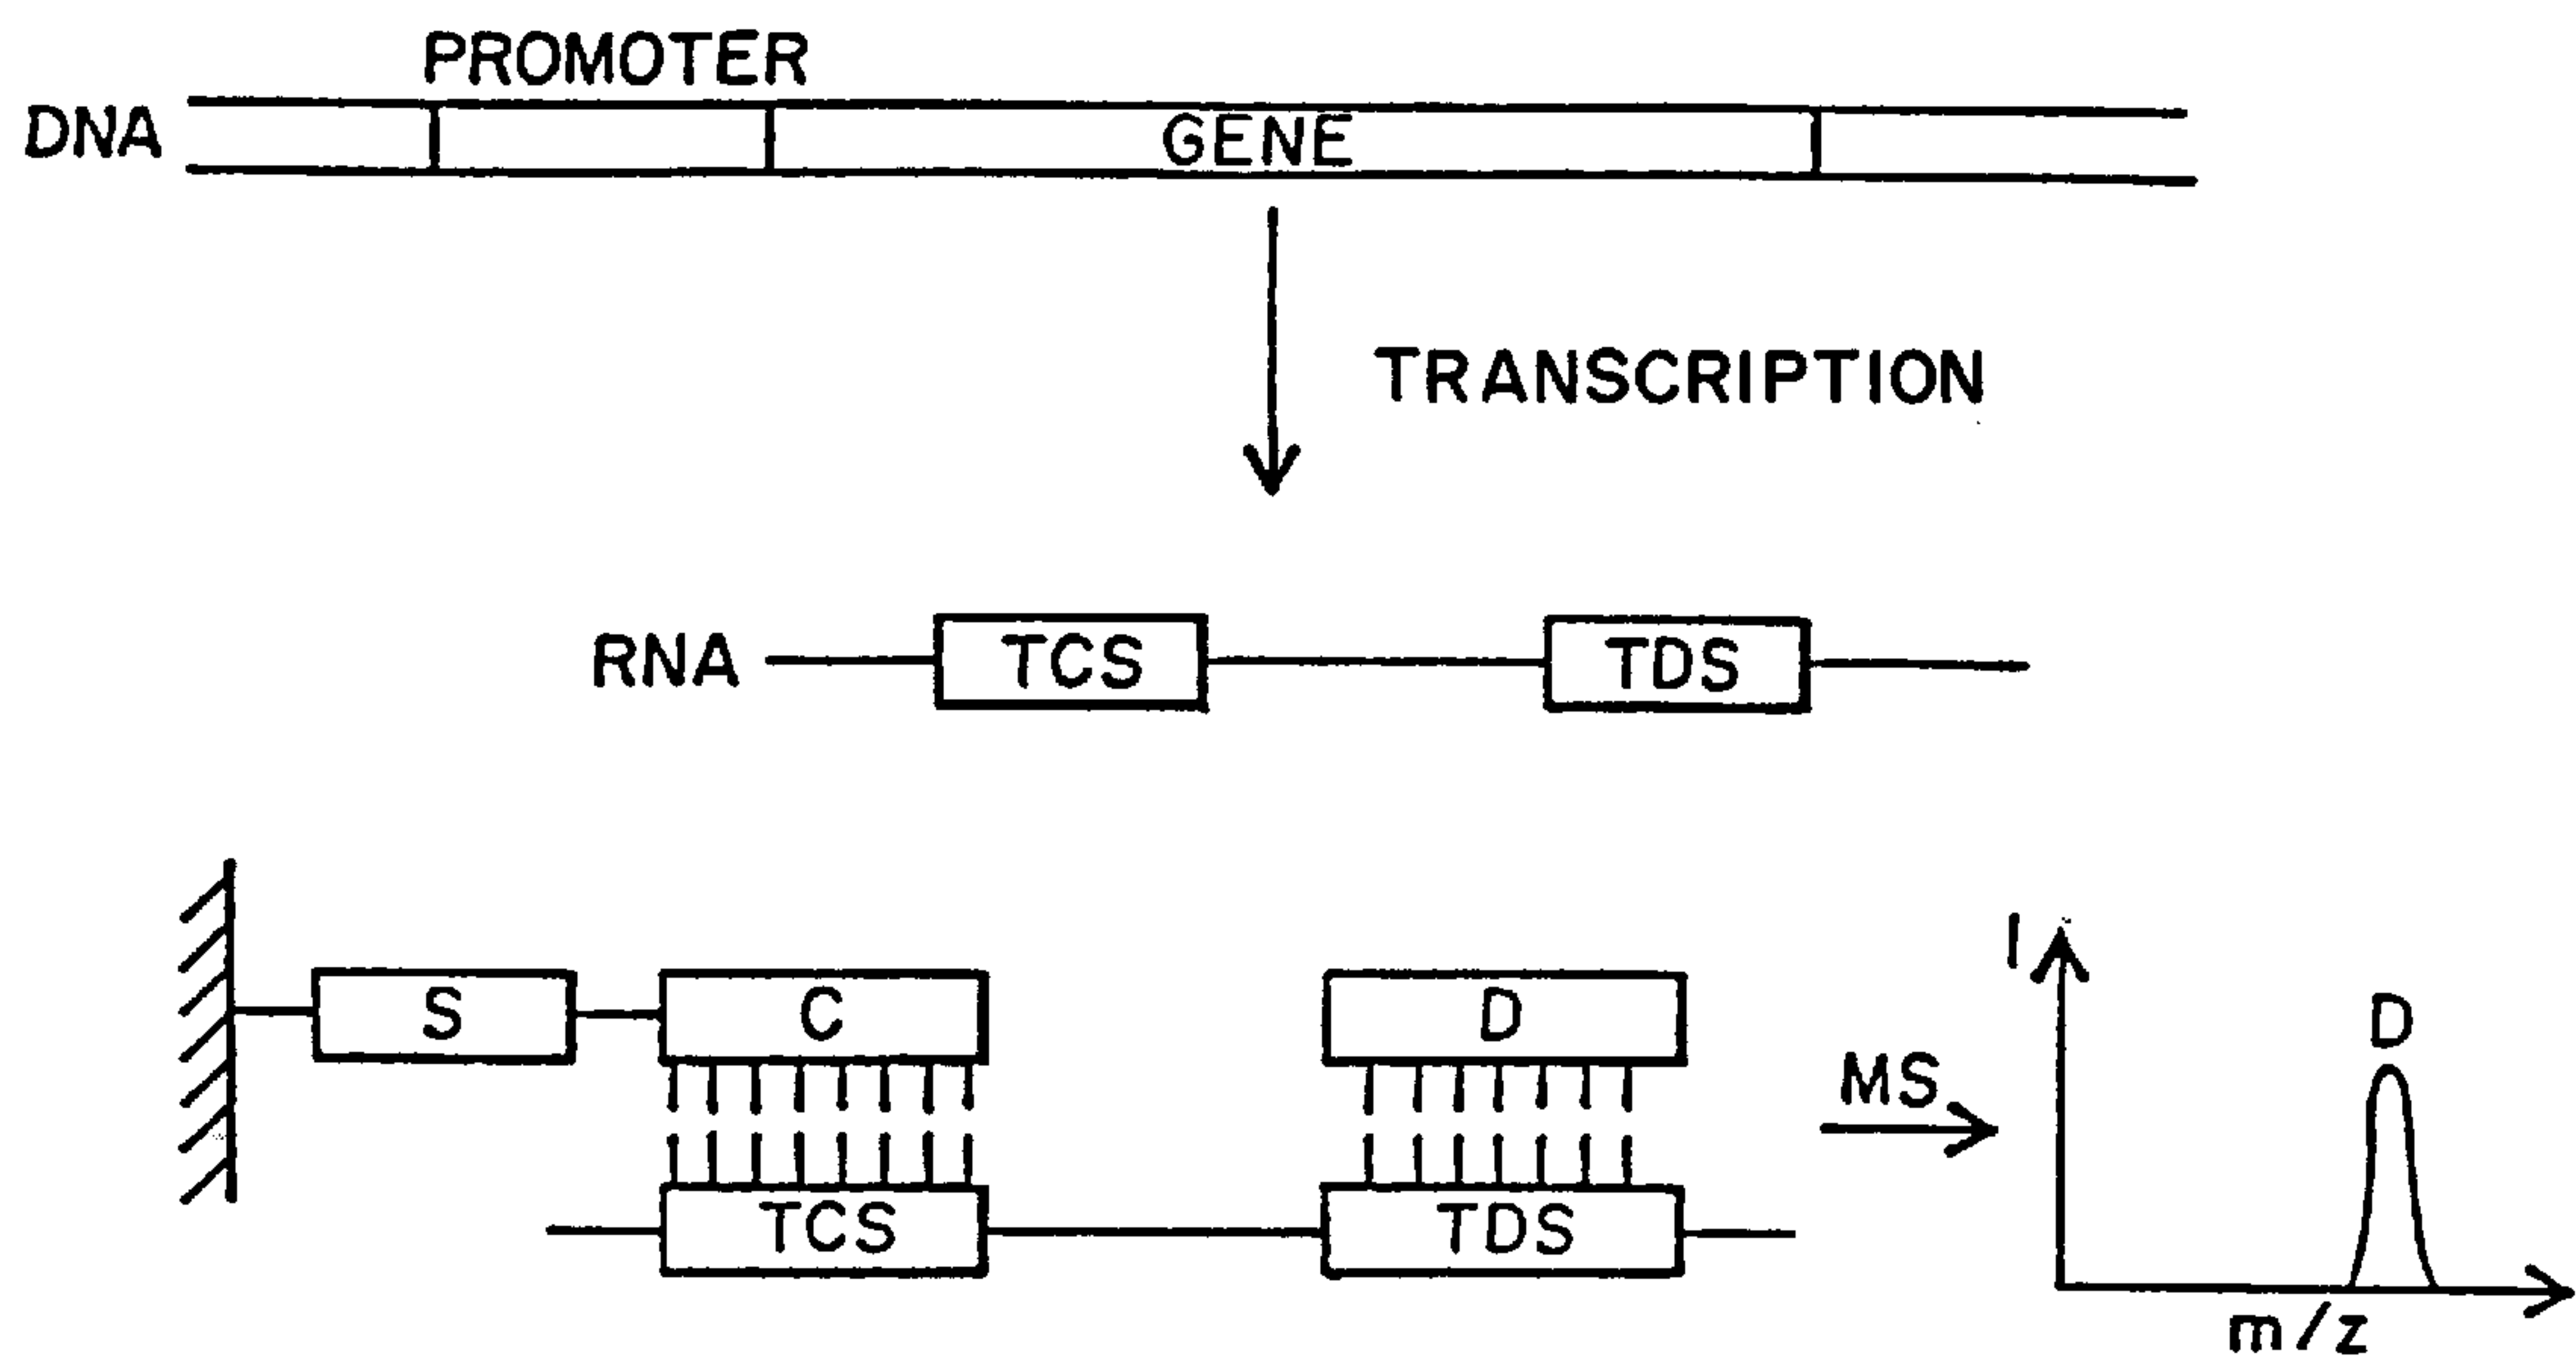 PROMOTER
DNA
GENE
TRANSCRIPTION
RNA
TCS
TDS
S
C
D
TCS
TDS
MS
I
D
m/z